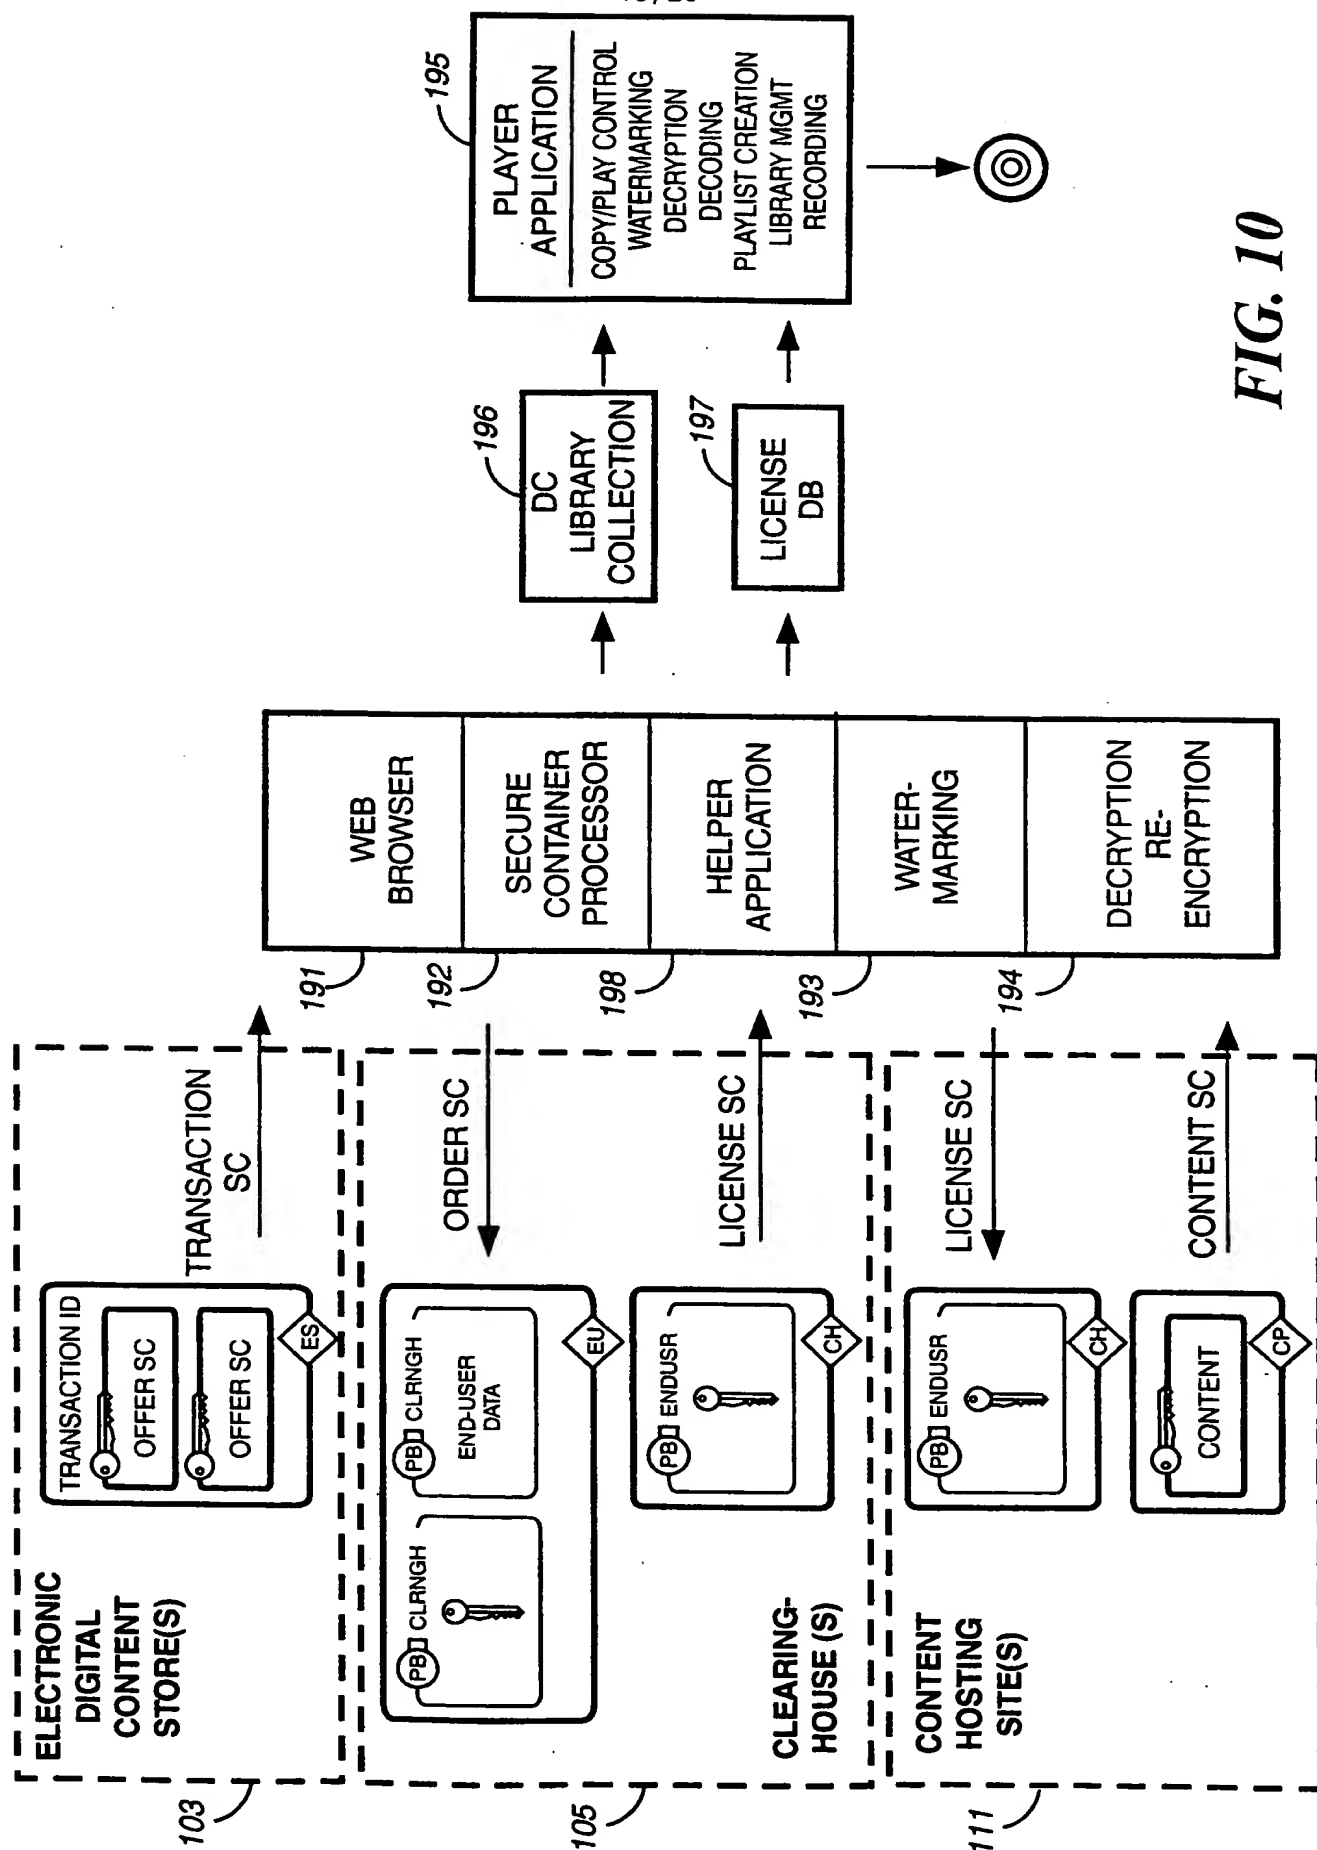 103
ELECTRONIC
DIGITAL
CONTENT
STORE(S)
TRANSACTION ID
OFFER SC
OFFER SC
ES
TRANSACTION
SC
105
PB CLRNGH
PB CLRNGH
END-USER
DATA
EU
ORDER SC
CLEARING-
HOUSE (S)
PB ENDUSR
CH
LICENSE SC
111
CONTENT
HOSTING
SITE(S)
PB ENDUSR
CH
LICENSE SC
CONTENT
CP
CONTENT SC
191
WEB
BROWSER
192
SECURE
CONTAINER
PROCESSOR
198
HELPER
APPLICATION
193
WATER-
MARKING
194
DECRYPTION
RE-
ENCRYPTION
196
DC
LIBRARY
COLLECTION
197
LICENSE
DB
195
PLAYER
APPLICATION
COPY/PLAY CONTROL
WATERMARKING
DECRYPTION
DECODING
PLAYLIST CREATION
LIBRARY MGMT
RECORDING
FIG. 10